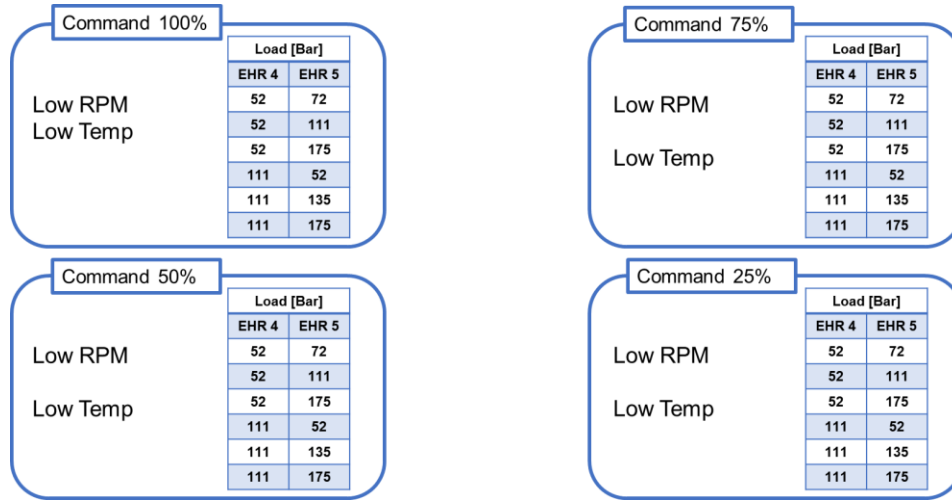 Command 100%
Low RPM
Low Temp
Load [Bar]
EHR 4 EHR 5
52 72
52 111
52 175
111 52
111 135
111 175
Command 75%
Low RPM
Low Temp
Load [Bar]
EHR 4 EHR 5
52 72
52 111
52 175
111 52
111 135
111 175
Command 50%
Low RPM
Low Temp
Load [Bar]
EHR 4 EHR 5
52 72
52 111
52 175
111 52
111 135
111 175
Command 25%
Low RPM
Low Temp
Load [Bar]
EHR 4 EHR 5
52 72
52 111
52 175
111 52
111 135
111 175